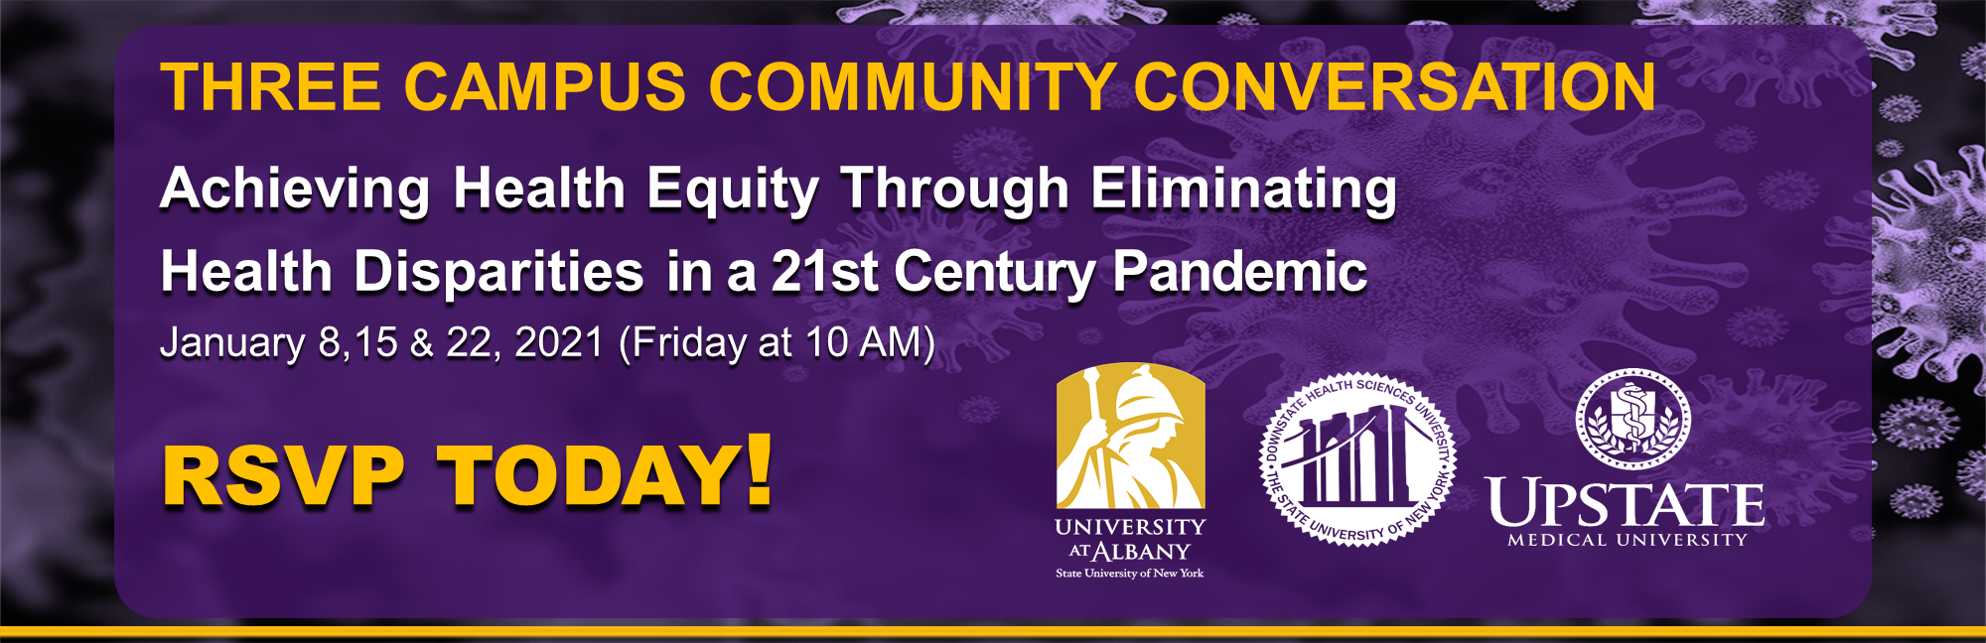 THREE CAMPUS COMMUNITY CONVERSATION
Achieving Health Equity Through Eliminating
Health Disparities in a 21st Century Pandemic
January 8,15 & 22, 2021 (Friday at 10 AM)
RSVP TODAY!
UNIVERSITY
AT ALBANY
State University of New York
DOWNSTATE HEALTH SCIENCES UNIVERSITY
THE STATE UNIVERSITY OF NEW YORK
UPSTATE
MEDICAL UNIVERSITY